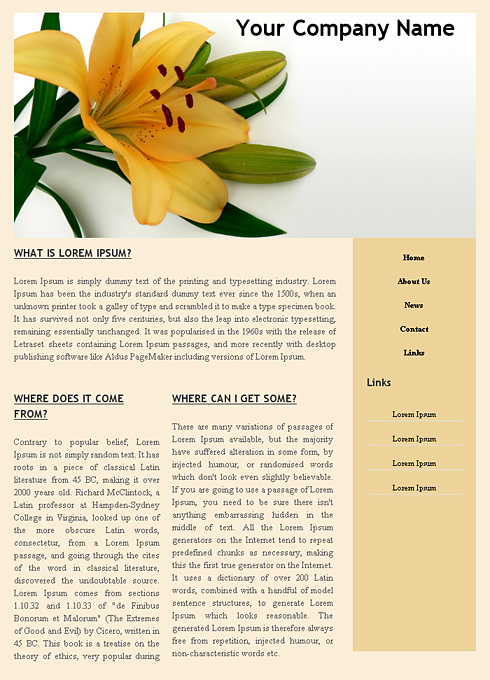 Your Company Name
WHAT IS LOREM IPSUM?
Lorem Ipsum is simply dummy text of the printing and typesetting industry. Lorem
Ipsum has been the industry's standard dummy text ever since the 1500s, when an
unknown printer took a galley of type and scrambled it to make a type specimen book.
It has survived not only five centuries, but also the leap into electronic typesetting,
remaining essentially unchanged. It was popularised in the 1960s with the release of
Letraset sheets containing Lorem Ipsum passages, and more recently with desktop
publishing software like Aldus PageMaker including versions of Lorem Ipsum.
WHERE DOES IT COME
FROM?
Contrary to popular belief, Lorem
Ipsum is not simply random text. It has
roots in a piece of classical Latin
literature from 45 BC, making it over
2000 years old. Richard McClintock, a
Latin professor at Hampden-Sydney
College in Virginia, looked up one of
the more obscure Latin words,
consectetur, from a Lorem Ipsum
passage, and going through the cites
of the word in classical literature,
discovered the undoubtable source.
Lorem Ipsum comes from sections
1.10.32 and 1.10.33 of "de Finibus
Bonorum et Malorum" (The Extremes
of Good and Evil) by Cicero, written in
45 BC. This book is a treatise on the
theory of ethics, very popular during
WHERE CAN I GET SOME?
There are many variations of passages of
Lorem Ipsum available, but the majority
have suffered alteration in some form, by
injected humour, or randomised words
which don't look even slightly believable.
If you are going to use a passage of Lorem
Ipsum, you need to be sure there isn't
anything embarrassing hidden in the
middle of text. All the Lorem Ipsum
generators on the Internet tend to repeat
predefined chunks as necessary, making
this the first true generator on the Internet.
It uses a dictionary of over 200 Latin
words, combined with a handful of model
sentence structures, to generate Lorem
Ipsum which looks reasonable. The
generated Lorem Ipsum is therefore always
free from repetition, injected humour, or
non-characteristic words etc.
Home
About Us
News
Contact
Links
Links
Lorem Ipsum
Lorem Ipsum
Lorem Ipsum
Lorem Ipsum